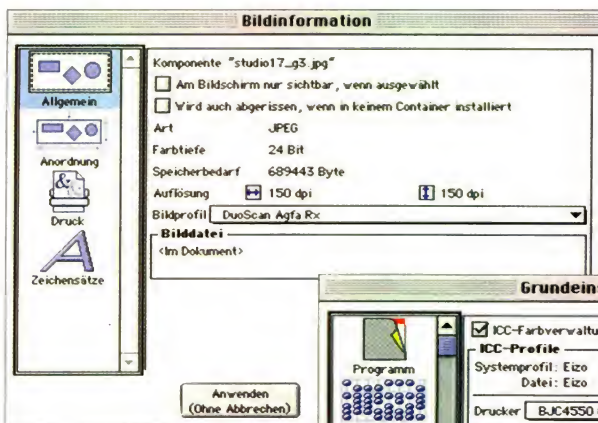 Bildinformation
Allgemein
Anordnung
Druck
Zeichensätze
Komponente "studio17_g3.jpg"
Am Bildschirm nur sichtbar, wenn ausgewählt
Wird auch abgerissen, wenn in keinem Container installiert
Art JPEG
Farbtiefe 24 Bit
Speicherbedarf 689443 Byte
Auflösung 150 dpi 150 dpi
Bildprofil DuoScan Agfa Rx
Bilddatei
<Im Dokument>
Anwenden
(Ohne Abbrechen)
Grundeins
Programm
ICC-Farbverwaltu
ICC-Profile
Systemprofil: Eizo
Datei: Eizo
Drucker BJC4550